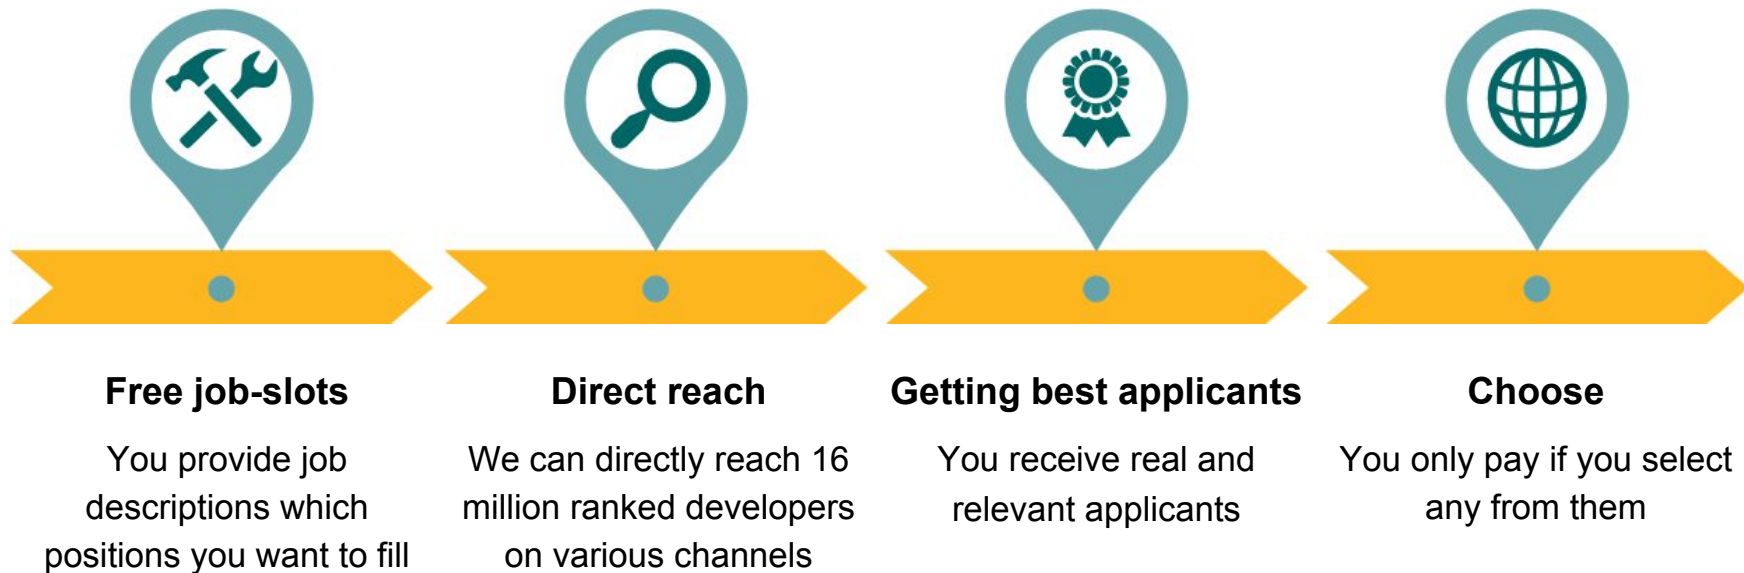 Free job-slots
You provide job
descriptions which
positions you want to fill
Direct reach
We can directly reach 16
million ranked developers
on various channels
Getting best applicants
You receive real and
relevant applicants
Choose
You only pay if you select
any from them